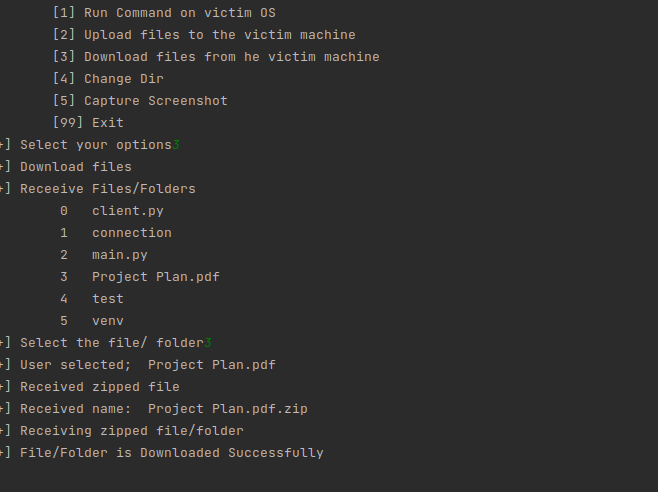 [1] Run Command on victim OS
[2] Upload files to the victim machine
[3] Download files from he victim machine
[4] Change Dir
[5] Capture Screenshot
[99] Exit
+] Select your options3
+] Download files
+] Receeive Files/Folders
0 client.py
1 connection
2 main.py
3 Project Plan.pdf
4 test
5 venv
+] Select the file/ folder3
+] User selected; Project Plan.pdf
+] Received zipped file
+] Received name: Project Plan.pdf.zip
+] Receiving zipped file/folder
+] File/Folder is Downloaded Successfully